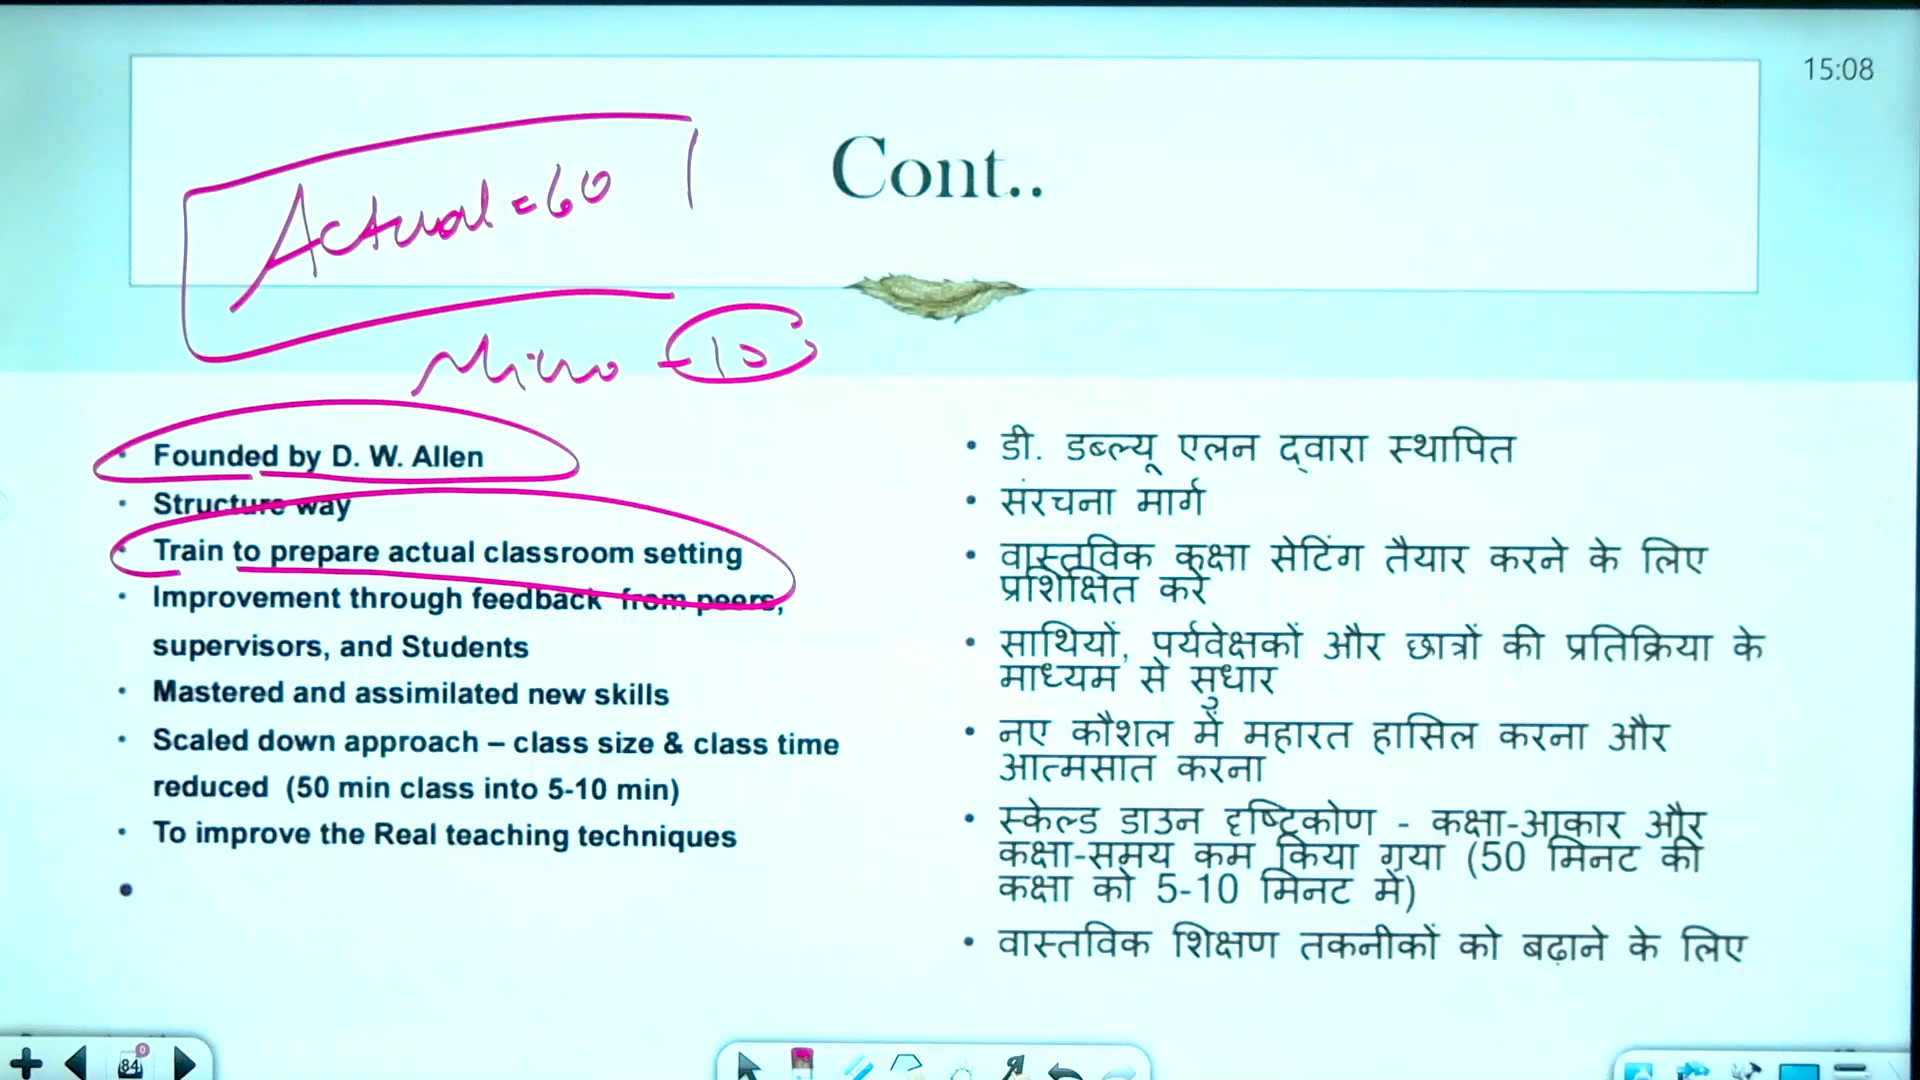 15:08
Cont..
Actual = 60
Micro - 10
• Founded by D. W. Allen
• Structure way
• Train to prepare actual classroom setting
• Improvement through feedback from peers,
supervisors, and Students
• Mastered and assimilated new skills
• Scaled down approach – class size & class time
reduced (50 min class into 5-10 min)
• To improve the Real teaching techniques
•
• डी. डब्ल्यू एलन द्वारा स्थापित
• संरचना मार्ग
• वास्तविक कक्षा सेटिंग तैयार करने के लिए
प्रशिक्षित करें
• साथियों, पर्यवेक्षकों और छात्रों की प्रतिक्रिया के
माध्यम से सुधार
• नए कौशल में महारत हासिल करना और
आत्मसात करना
• स्केल्ड डाउन दृष्टिकोण - कक्षा-आकार और
कक्षा-समय कम किया गया (50 मिनट की
कक्षा को 5-10 मिनट में)
• वास्तविक शिक्षण तकनीकों को बढ़ाने के लिए
84
0